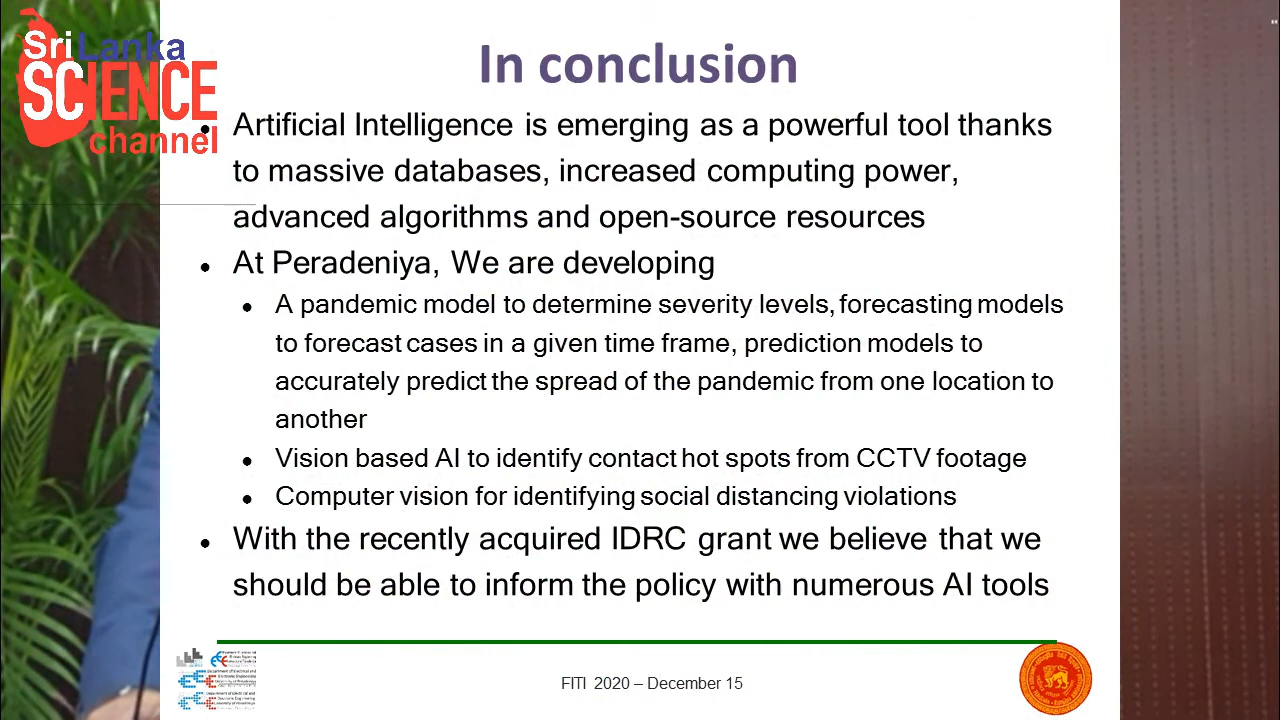 Sri Lanka
SCIENCE
channel
In conclusion
• Artificial Intelligence is emerging as a powerful tool thanks
to massive databases, increased computing power,
advanced algorithms and open-source resources
• At Peradeniya, We are developing
• A pandemic model to determine severity levels, forecasting models
to forecast cases in a given time frame, prediction models to
accurately predict the spread of the pandemic from one location to
another
• Vision based AI to identify contact hot spots from CCTV footage
• Computer vision for identifying social distancing violations
• With the recently acquired IDRC grant we believe that we
should be able to inform the policy with numerous AI tools
FITI 2020 – December 15